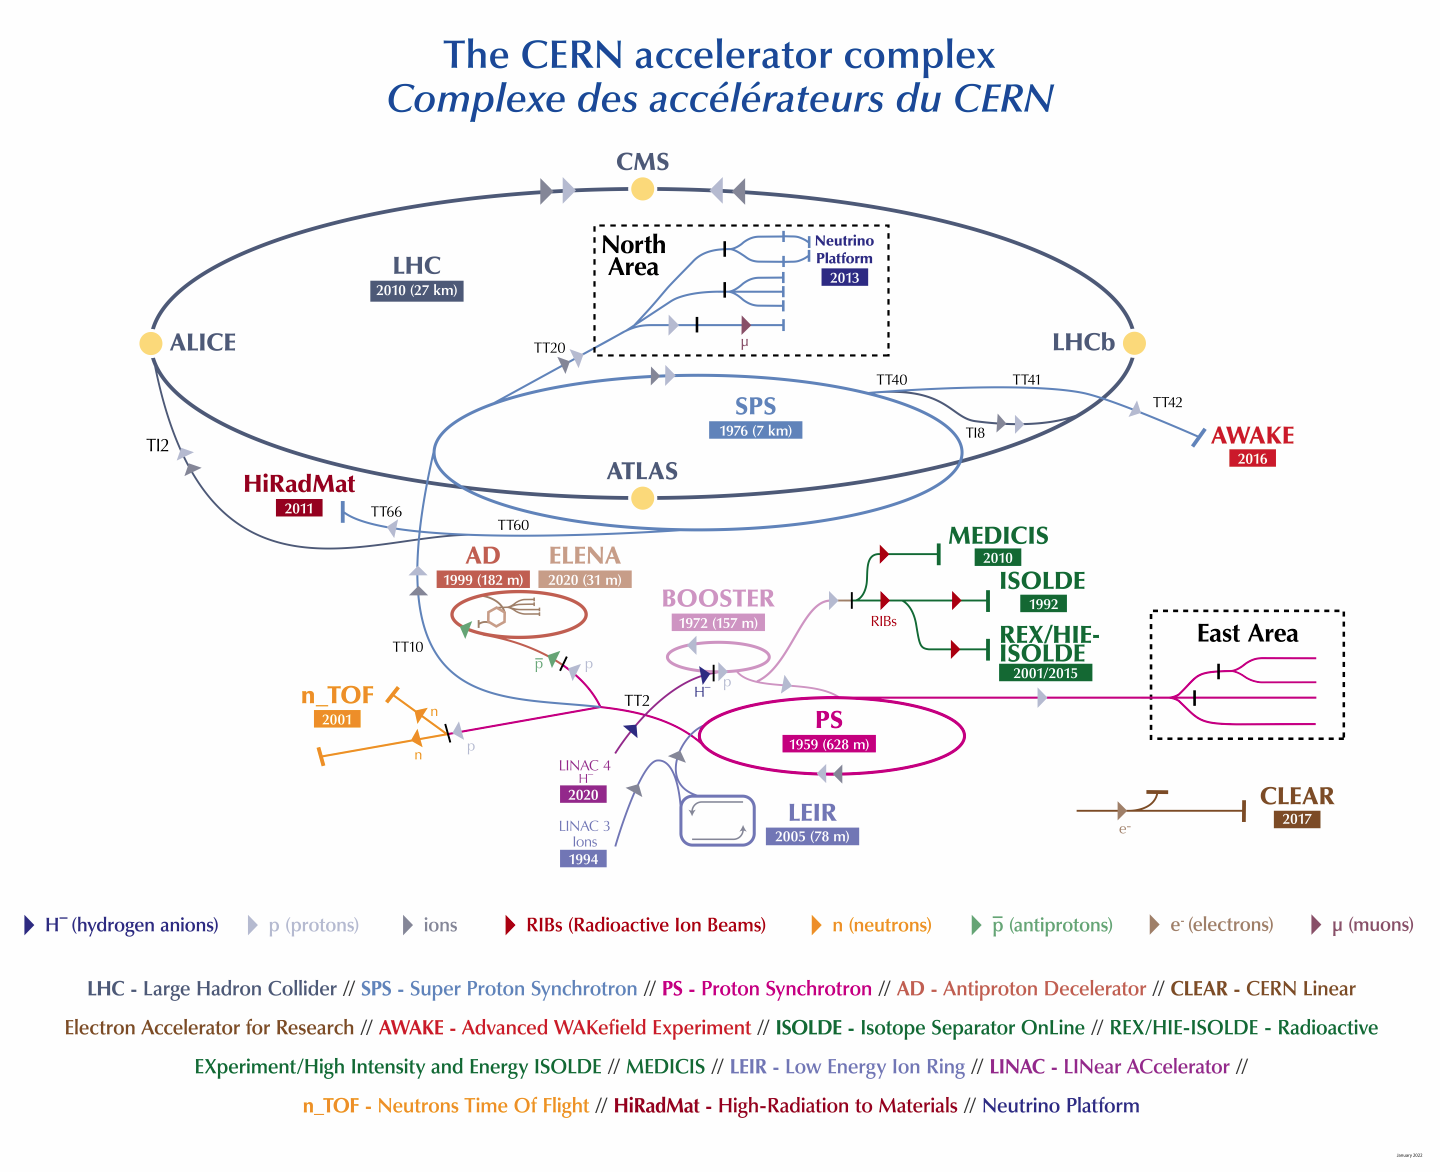 The CERN accelerator complex
Complexe des accélérateurs du CERN
CMS
North
Area
Neutrino
Platform
2013
LHC
2010 (27 km)
µ
ALICE
LHCb
TT20
TT40
TT41
TT42
SPS
1976 (7 km)
TI8
AWAKE
2016
TI2
ATLAS
HiRadMat
2011
TT66
TT60
AD
1999 (182 m)
ELENA
2020 (31 m)
MEDICIS
2010
ISOLDE
1992
BOOSTER
1972 (157 m)
RIBs
REX/HIE-
ISOLDE
2001/2015
East Area
TT10
p̅
p
TT2
H⁻
p
n_TOF
2001
n
n
p
PS
1959 (628 m)
LINAC 4
H⁻
2020
LINAC 3
Ions
1994
LEIR
2005 (78 m)
e-
CLEAR
2017
H⁻ (hydrogen anions)
p (protons)
ions
RIBs (Radioactive Ion Beams)
n (neutrons)
p̅ (antiprotons)
e- (electrons)
µ (muons)
LHC - Large Hadron Collider // SPS - Super Proton Synchrotron // PS - Proton Synchrotron // AD - Antiproton Decelerator // CLEAR - CERN Linear
Electron Accelerator for Research // AWAKE - Advanced WAKefield Experiment // ISOLDE - Isotope Separator OnLine // REX/HIE-ISOLDE - Radioactive
EXperiment/High Intensity and Energy ISOLDE // MEDICIS // LEIR - Low Energy Ion Ring // LINAC - LINear ACcelerator //
n_TOF - Neutrons Time Of Flight // HiRadMat - High-Radiation to Materials // Neutrino Platform
January 2022